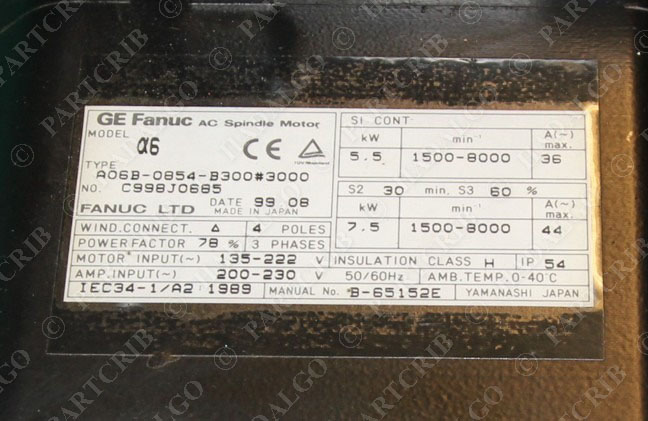 GE Fanuc AC Spindle Motor
MODEL α6
CE
TYPE
A06B-0854-B300#3000
NO. C998J0665
DATE 99.08
FANUC LTD MADE IN JAPAN
S1 CONT
kW min⁻¹ A(~) max.
5.5 1500-8000 36
S2 30 min. S3 60 %
kW min⁻¹ A(~) max.
7.5 1500-8000 44
WIND.CONNECT. △ 4 POLES
POWER FACTOR 78 % 3 PHASES
MOTOR INPUT(~) 135-222 V INSULATION CLASS H IP 54
AMP.INPUT(~) 200-230 V 50/60Hz AMB.TEMP.0-40°C
IEC34-1/A2:1989 MANUAL No. B-65152E YAMANASHI JAPAN
© PARTCRIB
© HIDALGO